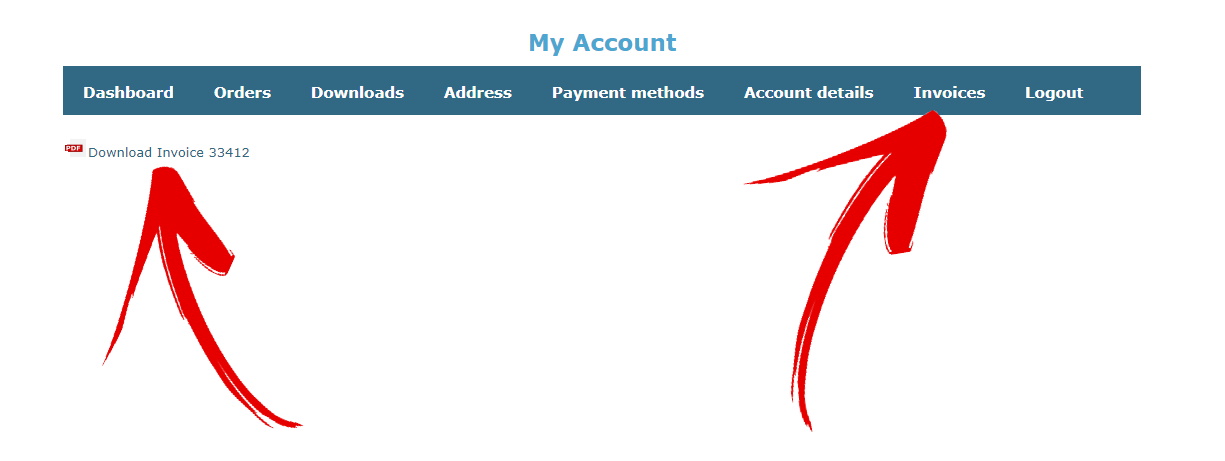 My Account
Dashboard Orders Downloads Address Payment methods Account details Invoices Logout
PDF Download Invoice 33412